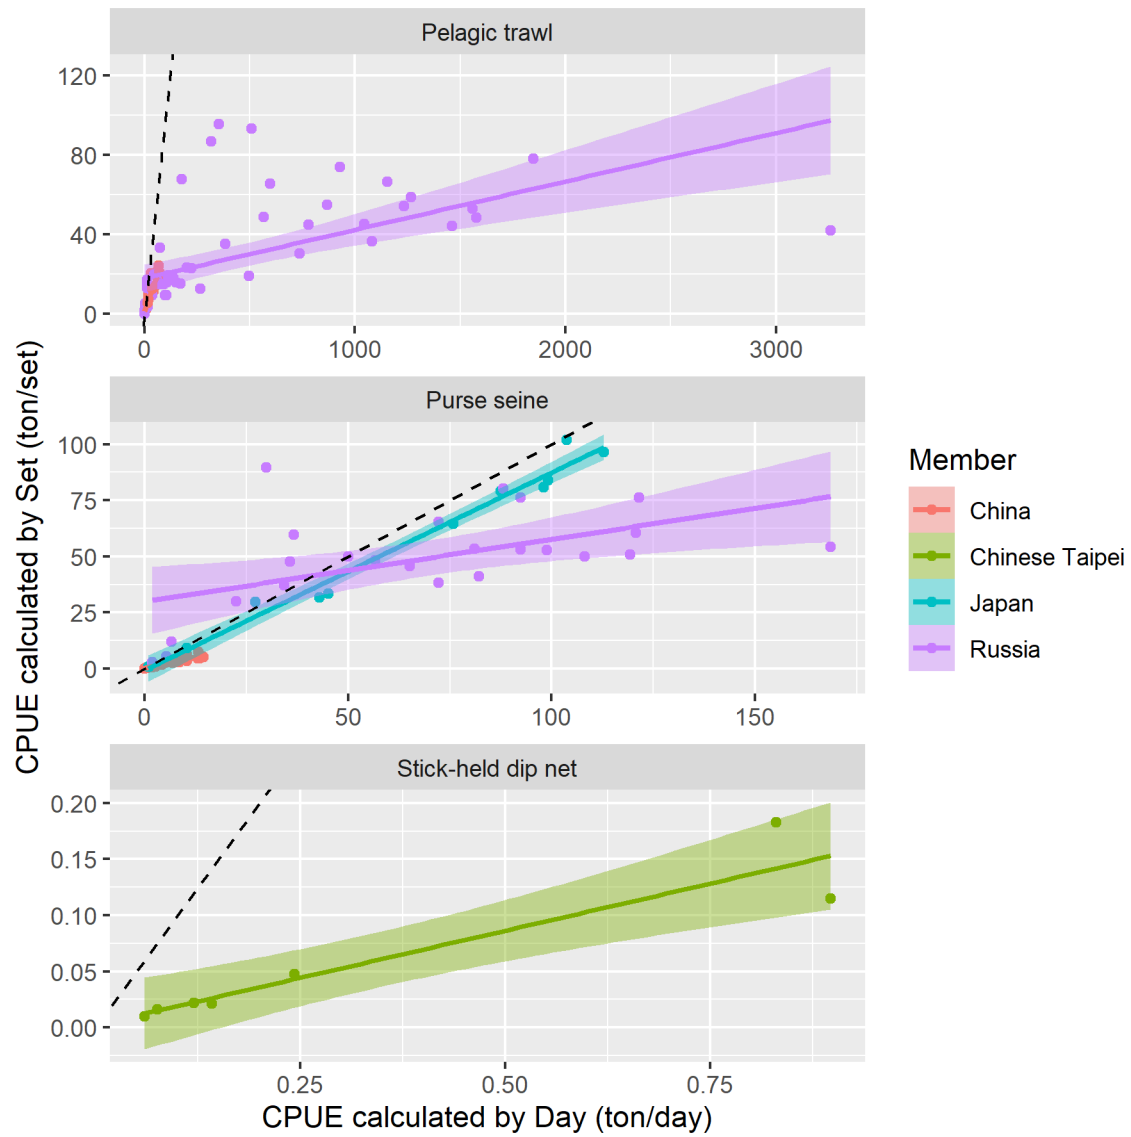 Pelagic trawl
120
80
40
0
0 1000 2000 3000
Purse seine
100
75
50
25
0
0 50 100 150
Stick-held dip net
0.20
0.15
0.10
0.05
0.00
0.25 0.50 0.75
CPUE calculated by Day (ton/day)
CPUE calculated by Set (ton/set)
Member
China
Chinese Taipei
Japan
Russia